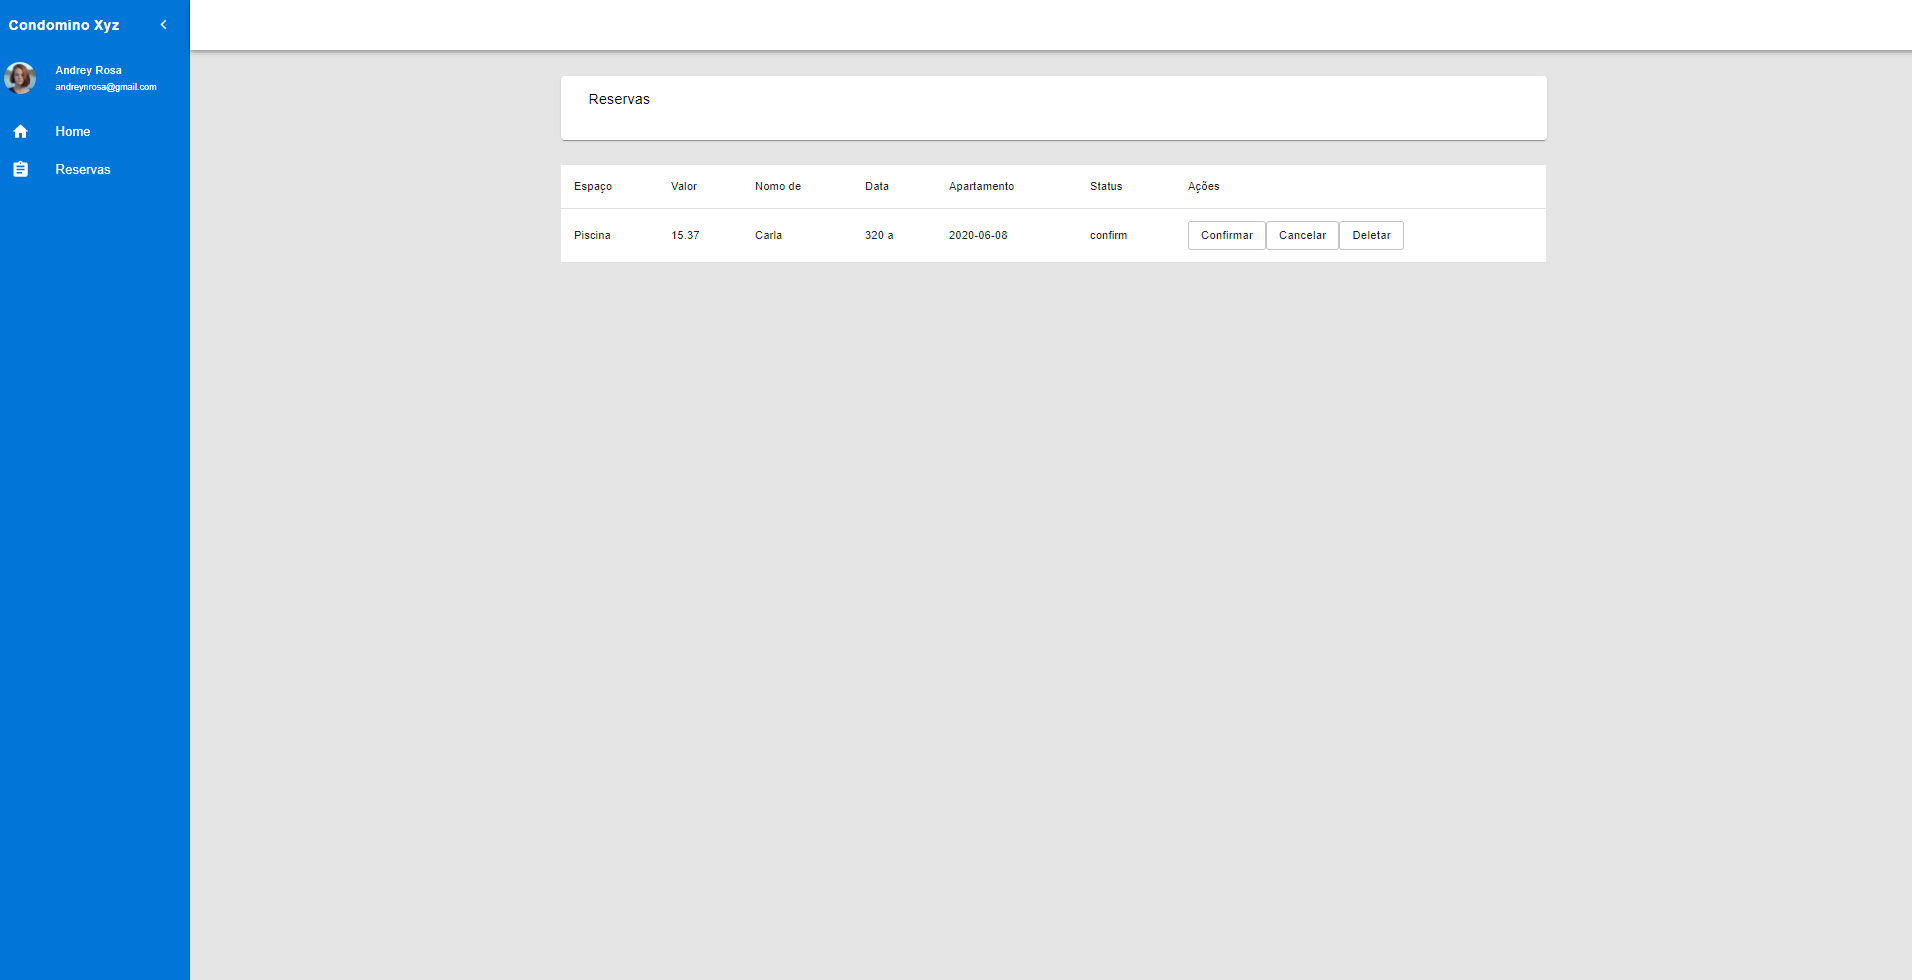 Condomino Xyz
Andrey Rosa
andreynrosa@gmail.com
Home
Reservas
Reservas
Espaço Valor Nomo de Data Apartamento Status Ações
Piscina 15.37 Carla 320 a 2020-06-08 confirm Confirmar Cancelar Deletar